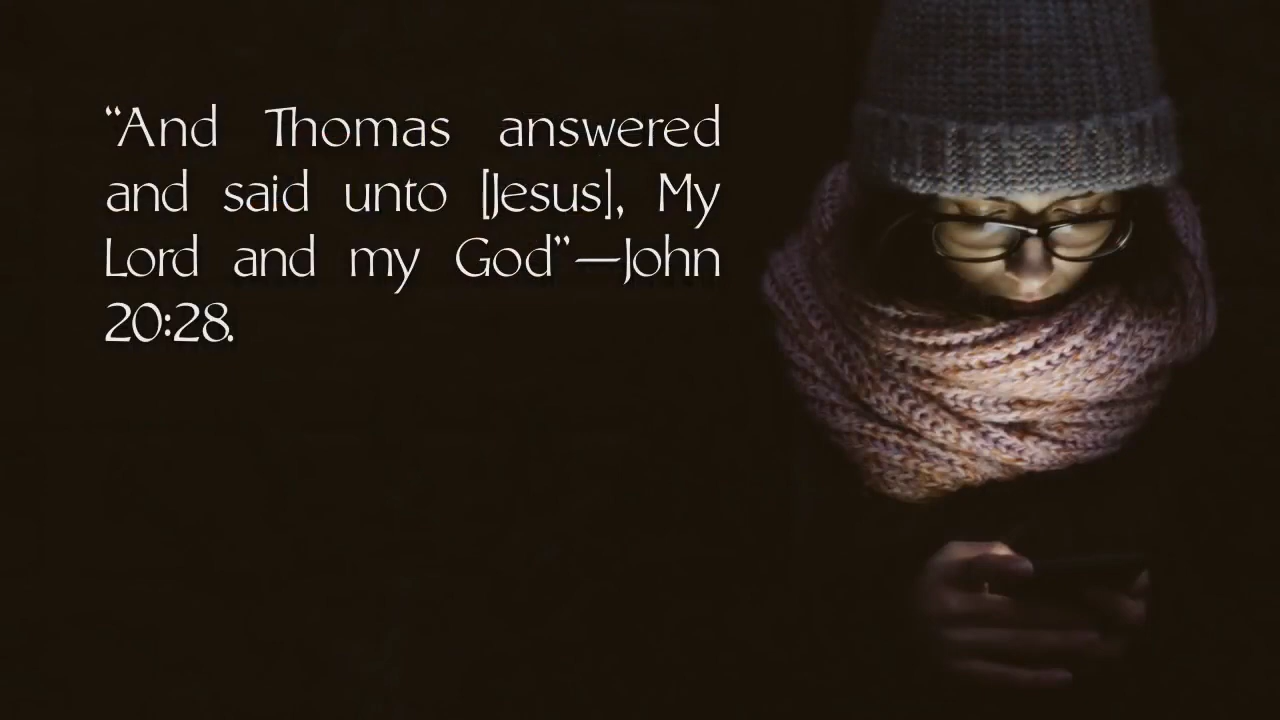 “And Thomas answered
and said unto [Jesus], My
Lord and my God”—John
20:28.